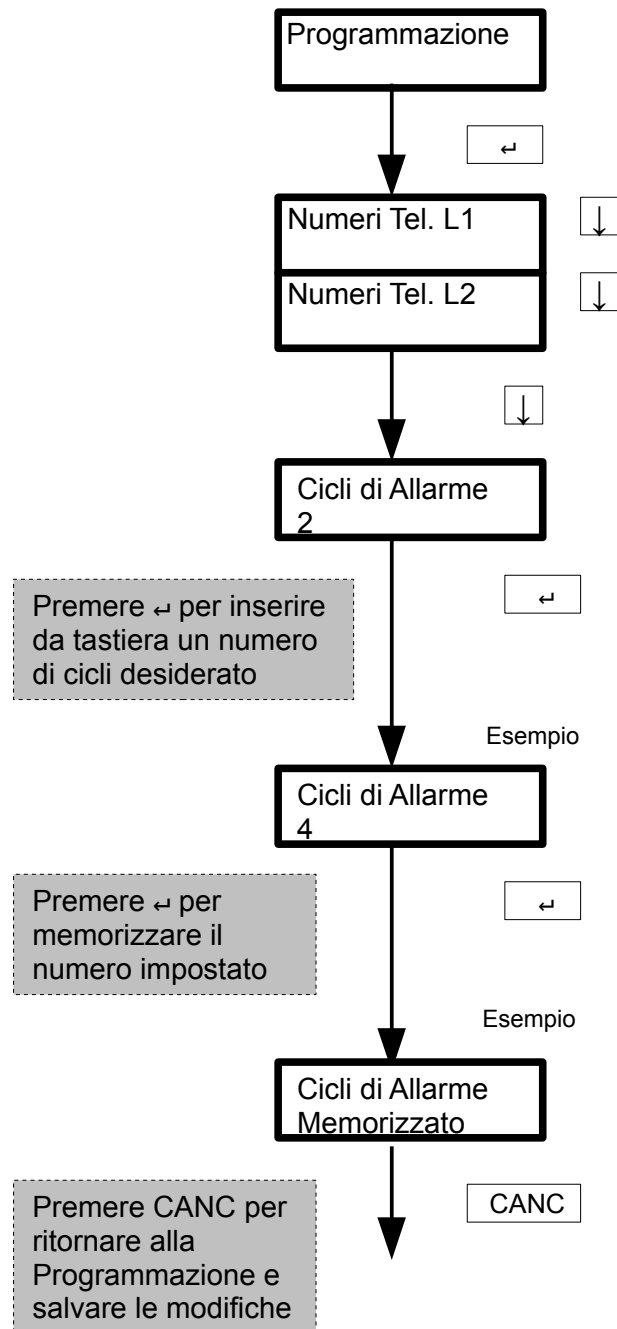 Programmazione
↵
Numeri Tel. L1
↓
Numeri Tel. L2
↓
↓
Cicli di Allarme
2
Premere ↵ per inserire
da tastiera un numero
di cicli desiderato
↵
Esempio
Cicli di Allarme
4
Premere ↵ per
memorizzare il
numero impostato
↵
Esempio
Cicli di Allarme
Memorizzato
Premere CANC per
ritornare alla
Programmazione e
salvare le modifiche
CANC